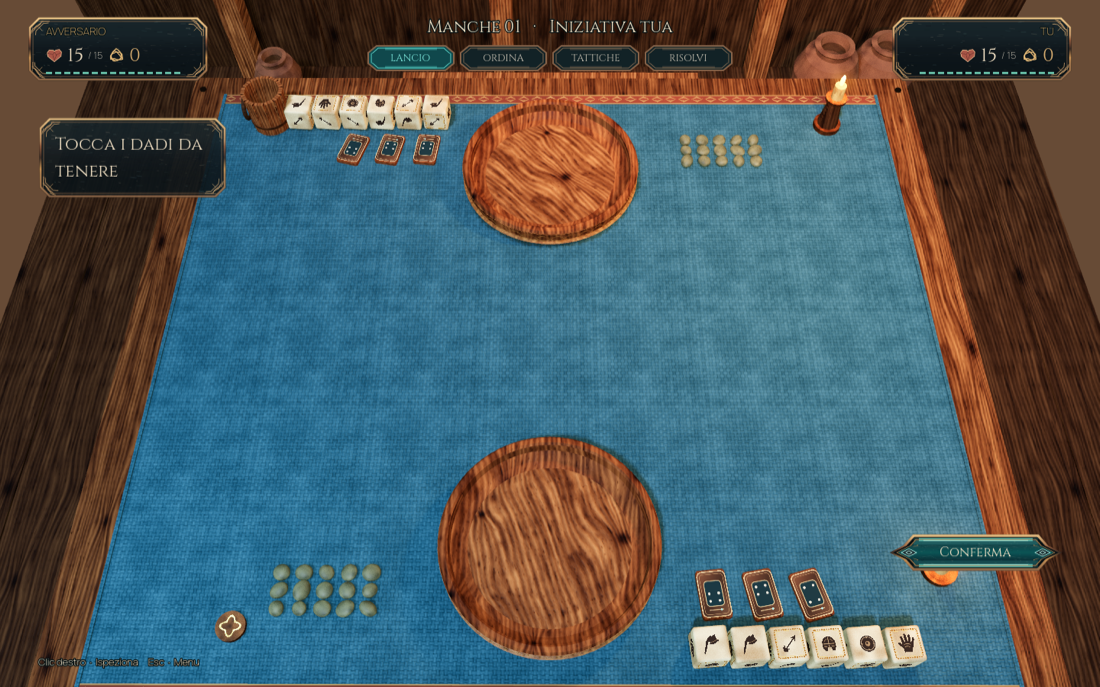 Manche 01 · Iniziativa tua
AVVERSARIO
15 / 15 0
TU
15 / 15 0
LANCIO
ORDINA
TATTICHE
RISOLVI
Tocca i dadi da
tenere
Conferma
Clic destro · Ispeziona Esc · Menu